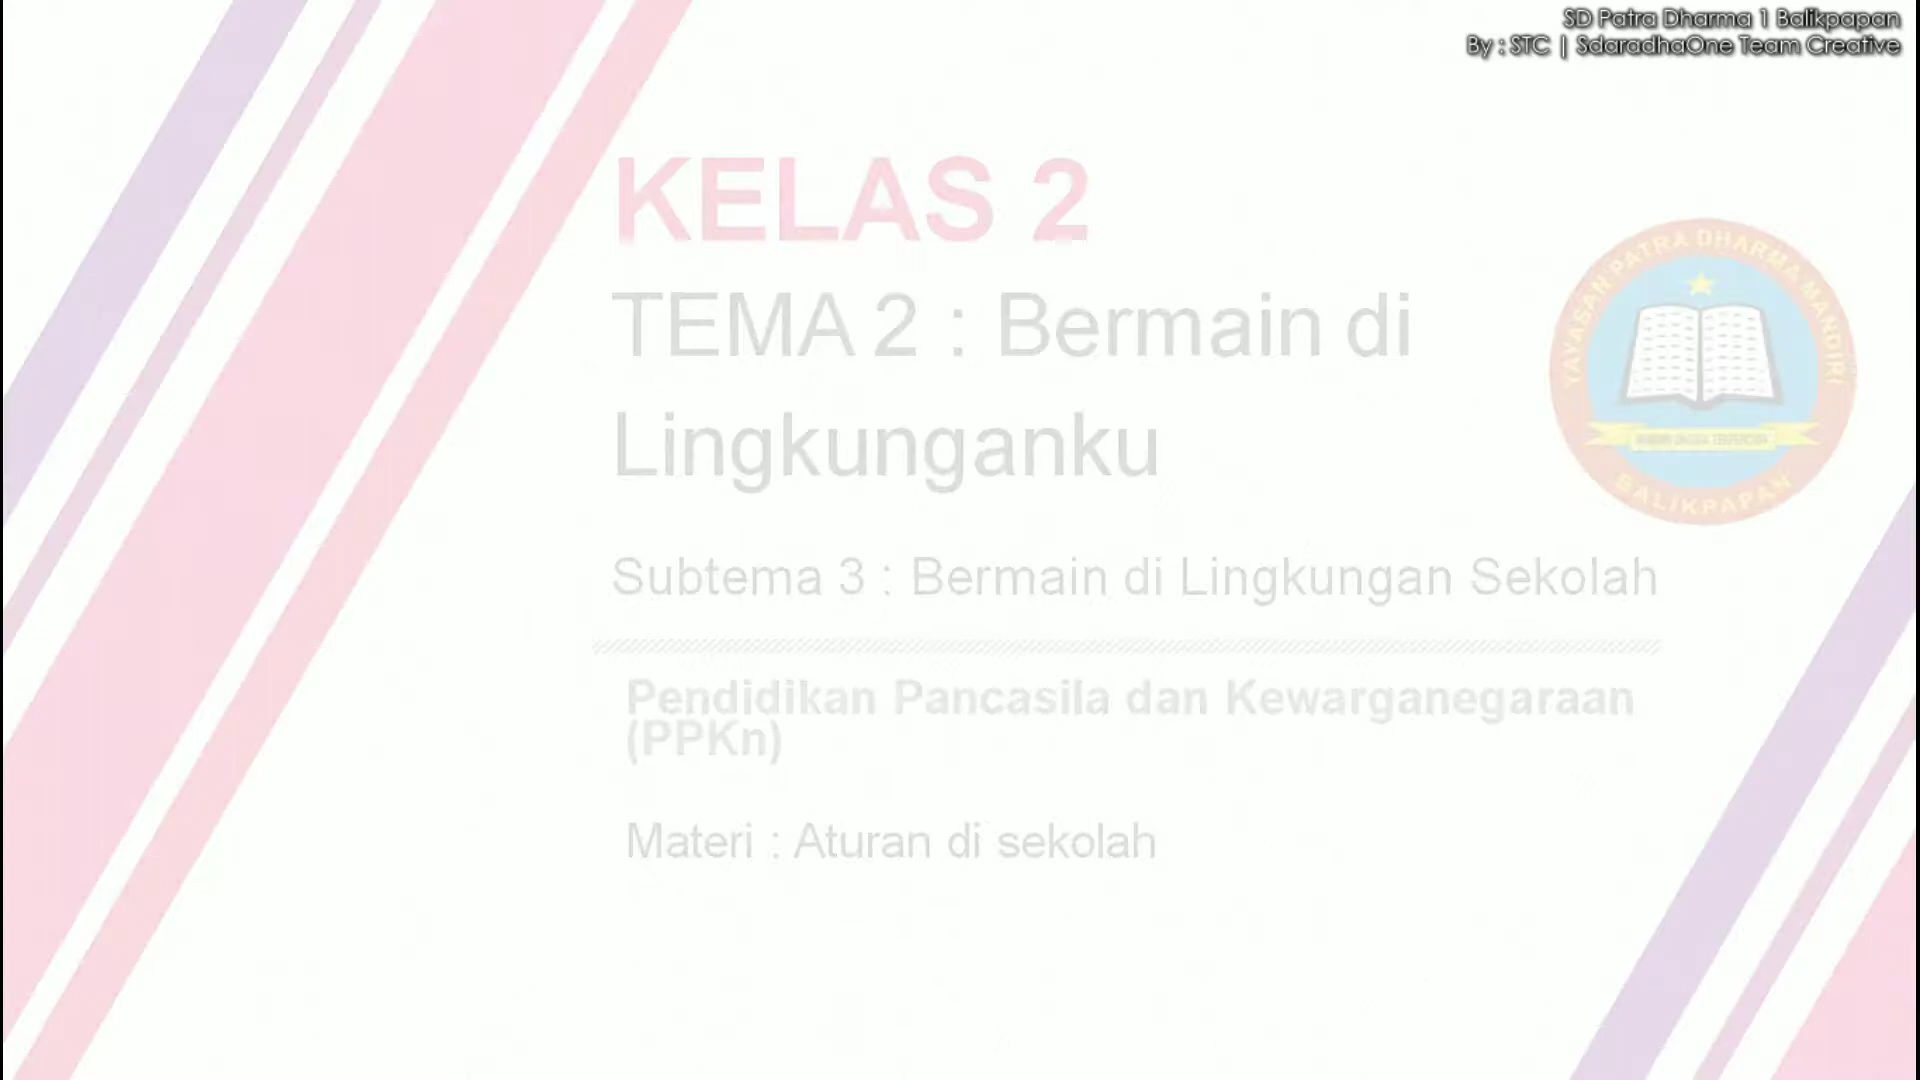 SD Patra Dharma 1 Balikpapan
By : STC | SdaradhaOne Team Creative
KELAS 2
TEMA 2 : Bermain di
Lingkunganku
YAYASAN PATRA DHARMA MANDIRI
BALIKPAPAN
Subtema 3 : Bermain di Lingkungan Sekolah
Pendidikan Pancasila dan Kewarganegaraan
(PPKn)
Materi : Aturan di sekolah